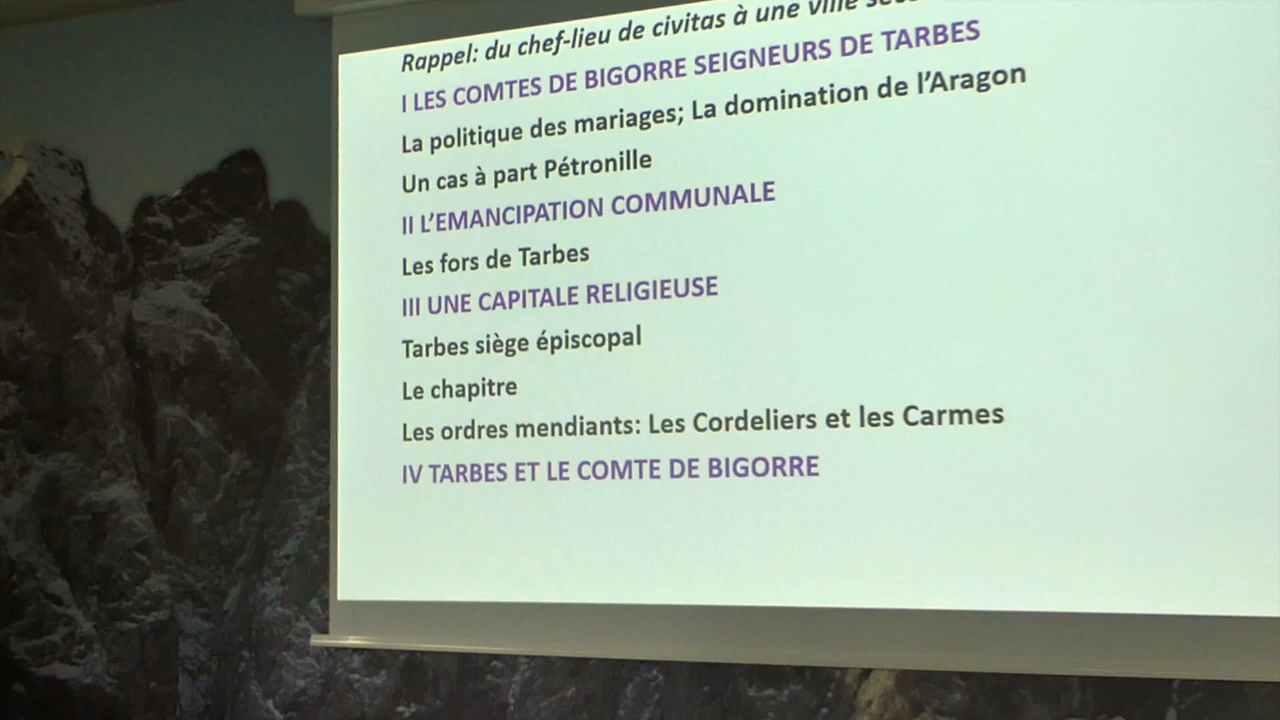 Rappel: du chef-lieu de civitas à une ville
I LES COMTES DE BIGORRE SEIGNEURS DE TARBES
La politique des mariages; La domination de l'Aragon
Un cas à part Pétronille
II L'EMANCIPATION COMMUNALE
Les fors de Tarbes
III UNE CAPITALE RELIGIEUSE
Tarbes siège épiscopal
Le chapitre
Les ordres mendiants: Les Cordeliers et les Carmes
IV TARBES ET LE COMTE DE BIGORRE